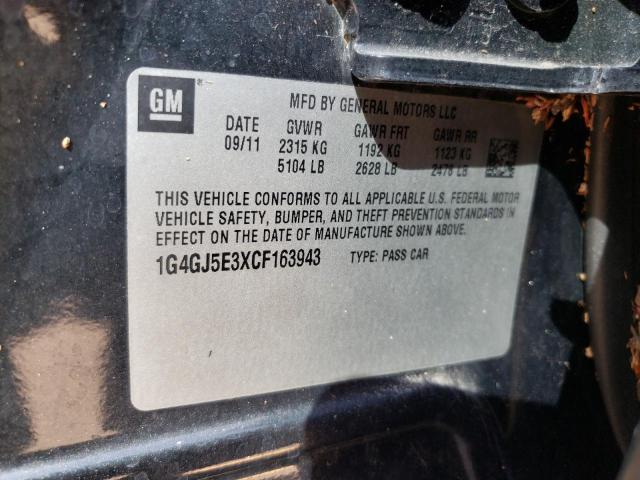 GM
MFD BY GENERAL MOTORS LLC
DATE GVWR GAWR FRT GAWR RR
09/11 2315 KG 1192 KG 1123 KG
5104 LB 2628 LB 2478 LB
THIS VEHICLE CONFORMS TO ALL APPLICABLE U.S. FEDERAL MOTOR
VEHICLE SAFETY, BUMPER, AND THEFT PREVENTION STANDARDS IN
EFFECT ON THE DATE OF MANUFACTURE SHOWN ABOVE.
1G4GJ5E3XCF163943 TYPE: PASS CAR